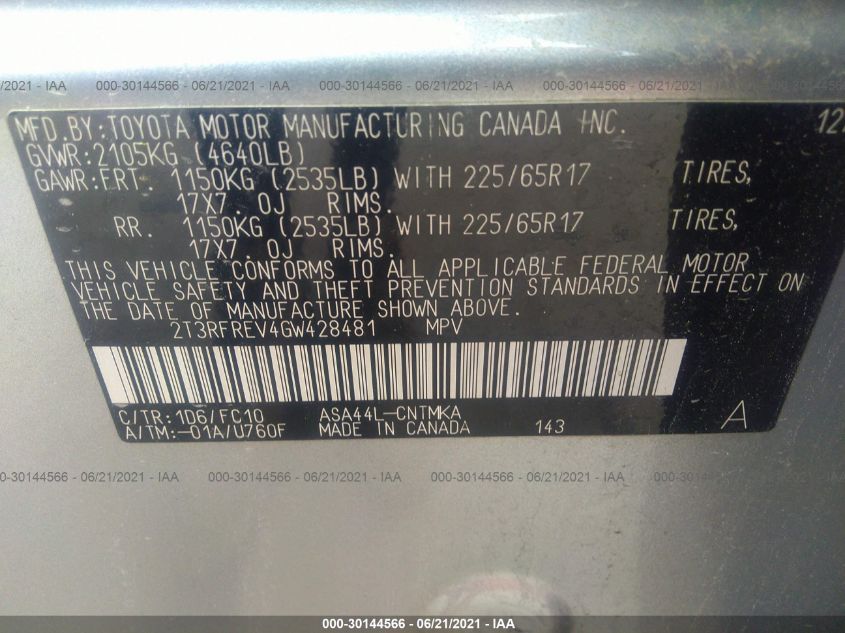 /2021 - IAA 000-30144566 - 06/21/2021 - IAA 000-30144566 - 06/21/2021 - IAA 000-30144566 - 06/21/2021 - IAA
MFD.BY:TOYOTA MOTOR MANUFACTURING CANADA INC.
GVWR:2105KG (4640LB)
GAWR:FRT. 1150KG (2535LB) WITH 225/65R17 TIRES,
17X7.0J RIMS.
RR. 1150KG (2535LB) WITH 225/65R17 TIRES,
17X7.0J RIMS.
THIS VEHICLE CONFORMS TO ALL APPLICABLE FEDERAL MOTOR
VEHICLE SAFETY AND THEFT PREVENTION STANDARDS IN EFFECT ON
THE DATE OF MANUFACTURE SHOWN ABOVE.
2T3RFREV4GW428481 MPV
C/TR:1D6/FC10 ASA44L-CNTMKA
A/TM:-01A/U760F MADE IN CANADA 143 A
000-30144566 - 06/21/2021 - IAA 000-30144566 - 06/21/2021 - IAA 000-30144566 - 06/21/2021 - IAA 000-30144566 - 06/21/
000-30144566 - 06/21/2021 - IAA